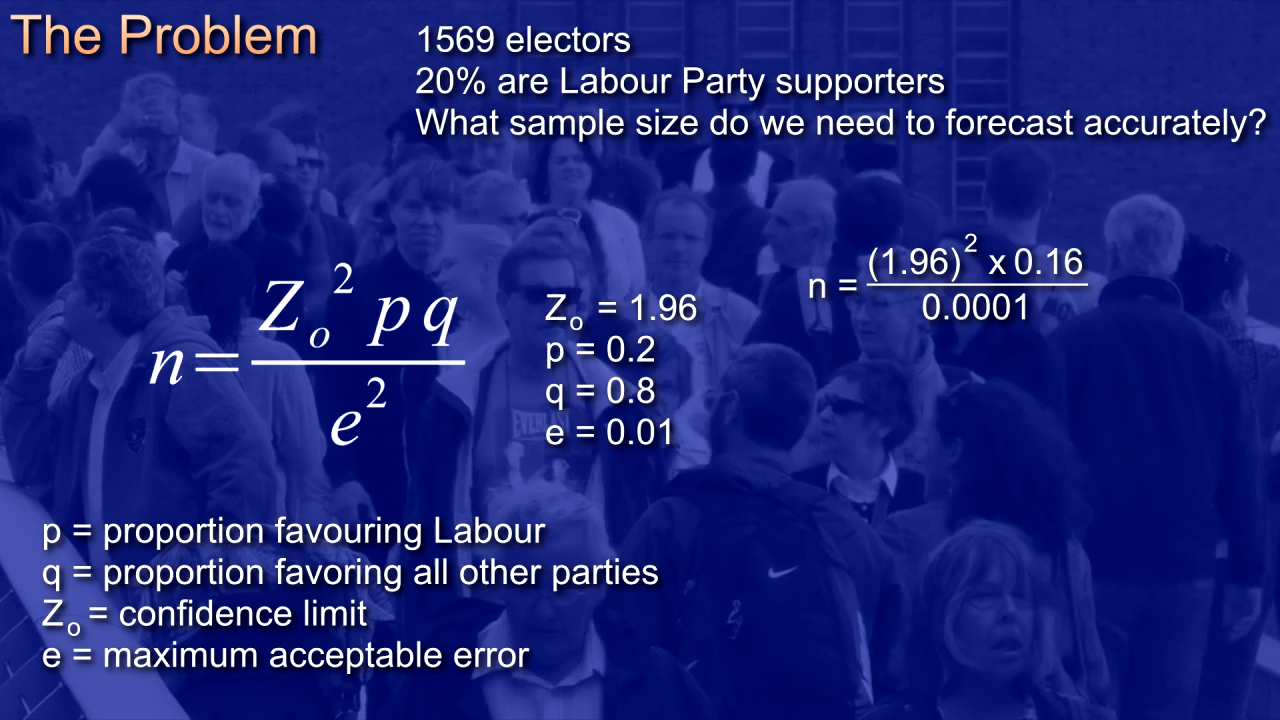 The Problem
1569 electors
20% are Labour Party supporters
What sample size do we need to forecast accurately?
n = (1.96)² x 0.16 / 0.0001
n = Zₒ² p q / e²
Zₒ = 1.96
p = 0.2
q = 0.8
e = 0.01
EVERLAST
p = proportion favouring Labour
q = proportion favoring all other parties
Zₒ = confidence limit
e = maximum acceptable error